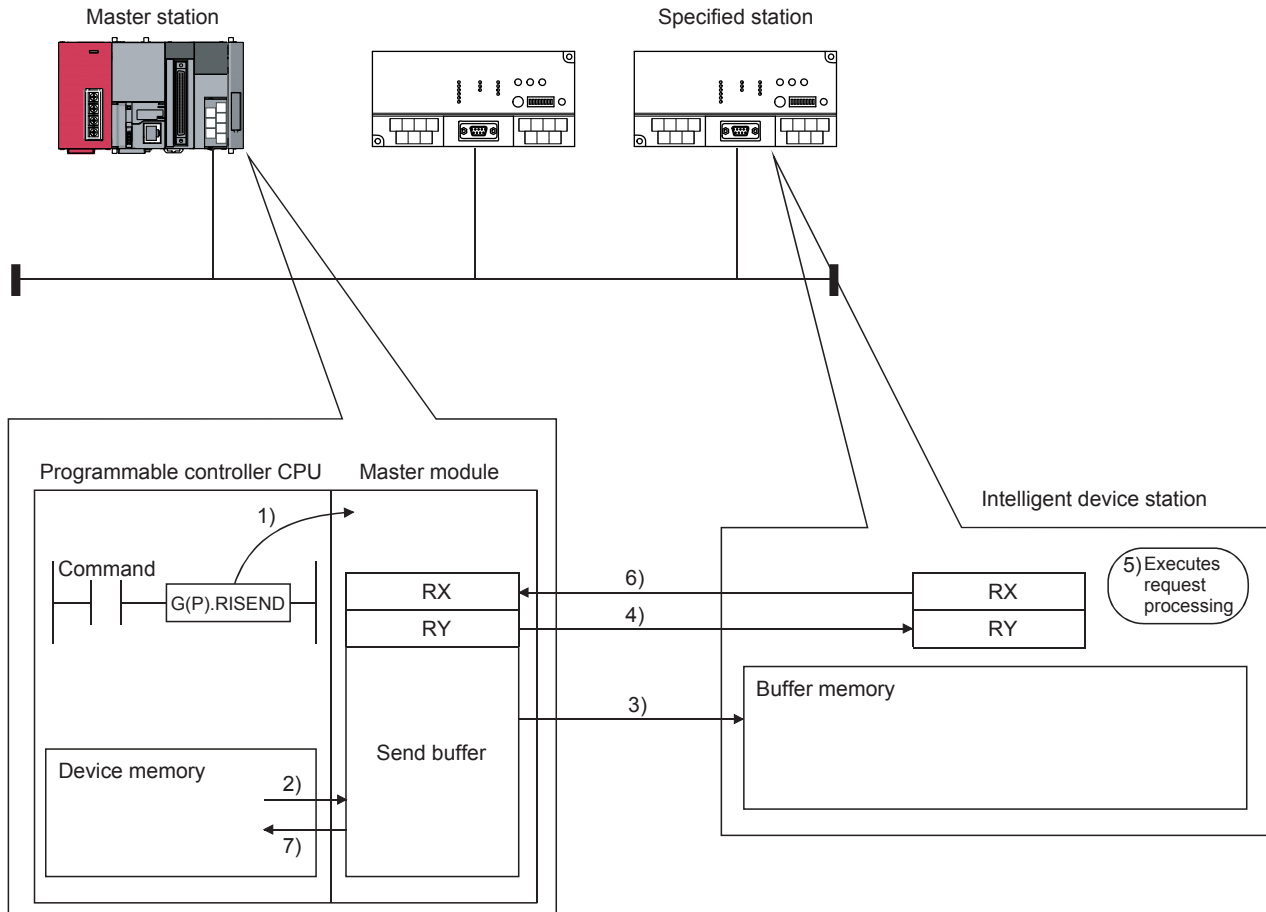 Master station
Specified station
Programmable controller CPU
Master module
Intelligent device station
1)
Command
G(P).RISEND
RX
RY
6)
4)
RX
RY
5) Executes
request
processing
3)
Send buffer
Buffer memory
Device memory
2)
7)